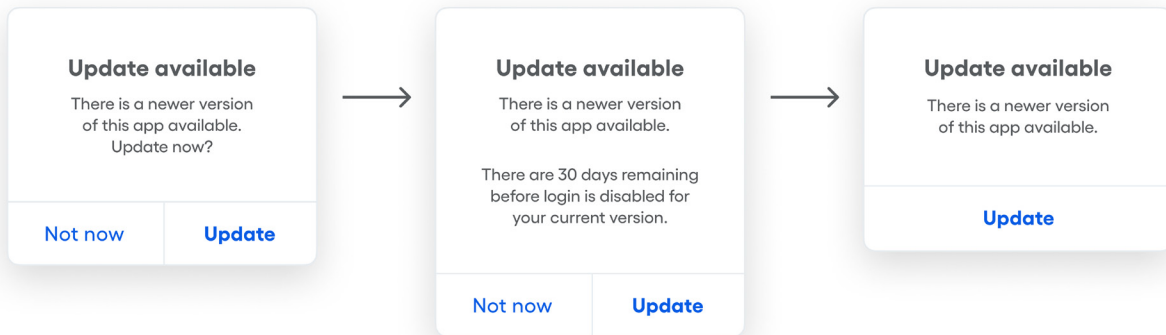 Update available
There is a newer version
of this app available.
Update now?
Not now
Update
Update available
There is a newer version
of this app available.
There are 30 days remaining
before login is disabled for
your current version.
Not now
Update
Update available
There is a newer version
of this app available.
Update